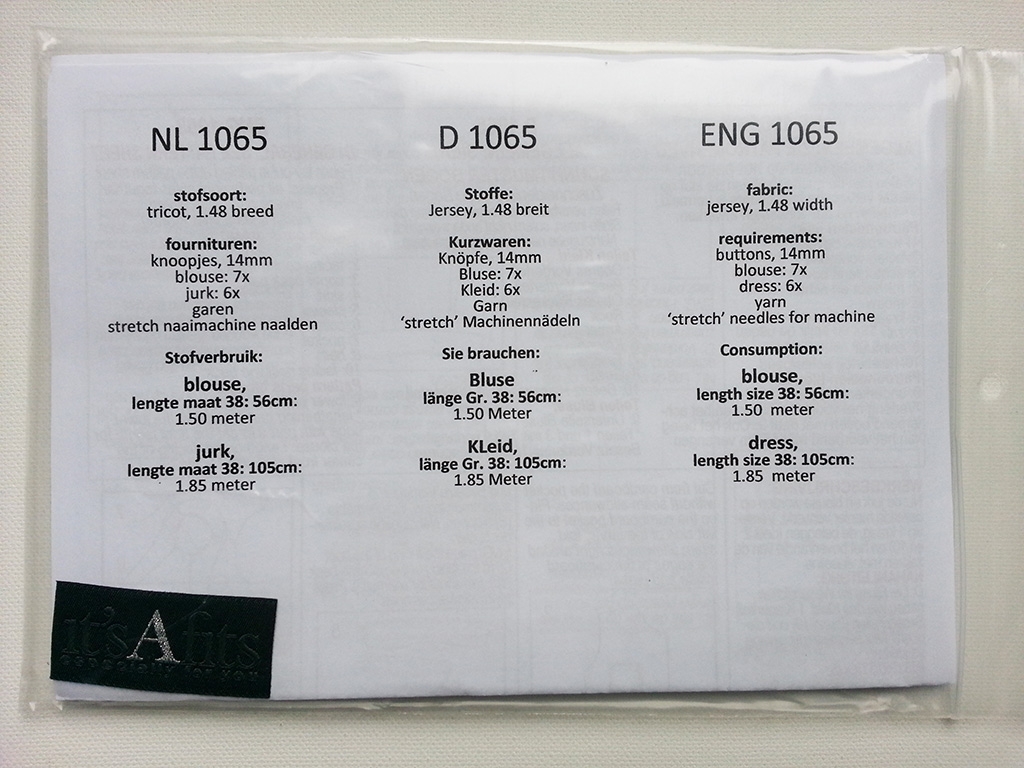 NL 1065
stofsoort:
tricot, 1.48 breed
fournituren:
knoopjes, 14mm
blouse: 7x
jurk: 6x
garen
stretch naaimachine naalden
Stofverbruik:
blouse,
lengte maat 38: 56cm:
1.50 meter
jurk,
lengte maat 38: 105cm:
1.85 meter
D 1065
Stoffe:
Jersey, 1.48 breit
Kurzwaren:
Knöpfe, 14mm
Bluse: 7x
Kleid: 6x
Garn
‘stretch’ Machinennädeln
Sie brauchen:
Bluse
länge Gr. 38: 56cm:
1.50 Meter
KLeid,
länge Gr. 38: 105cm:
1.85 Meter
ENG 1065
fabric:
jersey, 1.48 width
requirements:
buttons, 14mm
blouse: 7x
dress: 6x
yarn
‘stretch’ needles for machine
Consumption:
blouse,
length size 38: 56cm:
1.50 meter
dress,
length size 38: 105cm:
1.85 meter
it'sAfits